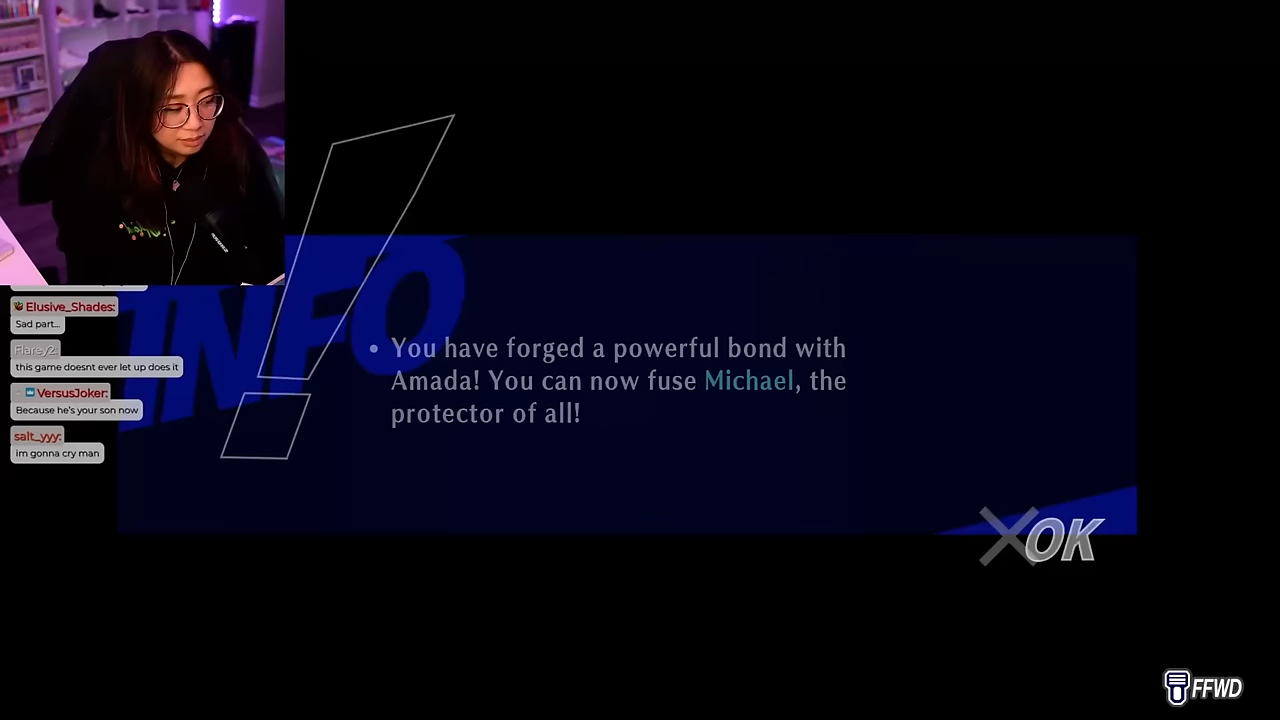 Elusive_Shades:
Sad part...
Flarey2:
this game doesnt ever let up does it
VersusJoker:
Because he's your son now
salt_yyy:
im gonna cry man
INFO
• You have forged a powerful bond with
Amada! You can now fuse Michael, the
protector of all!
OK
FFWD